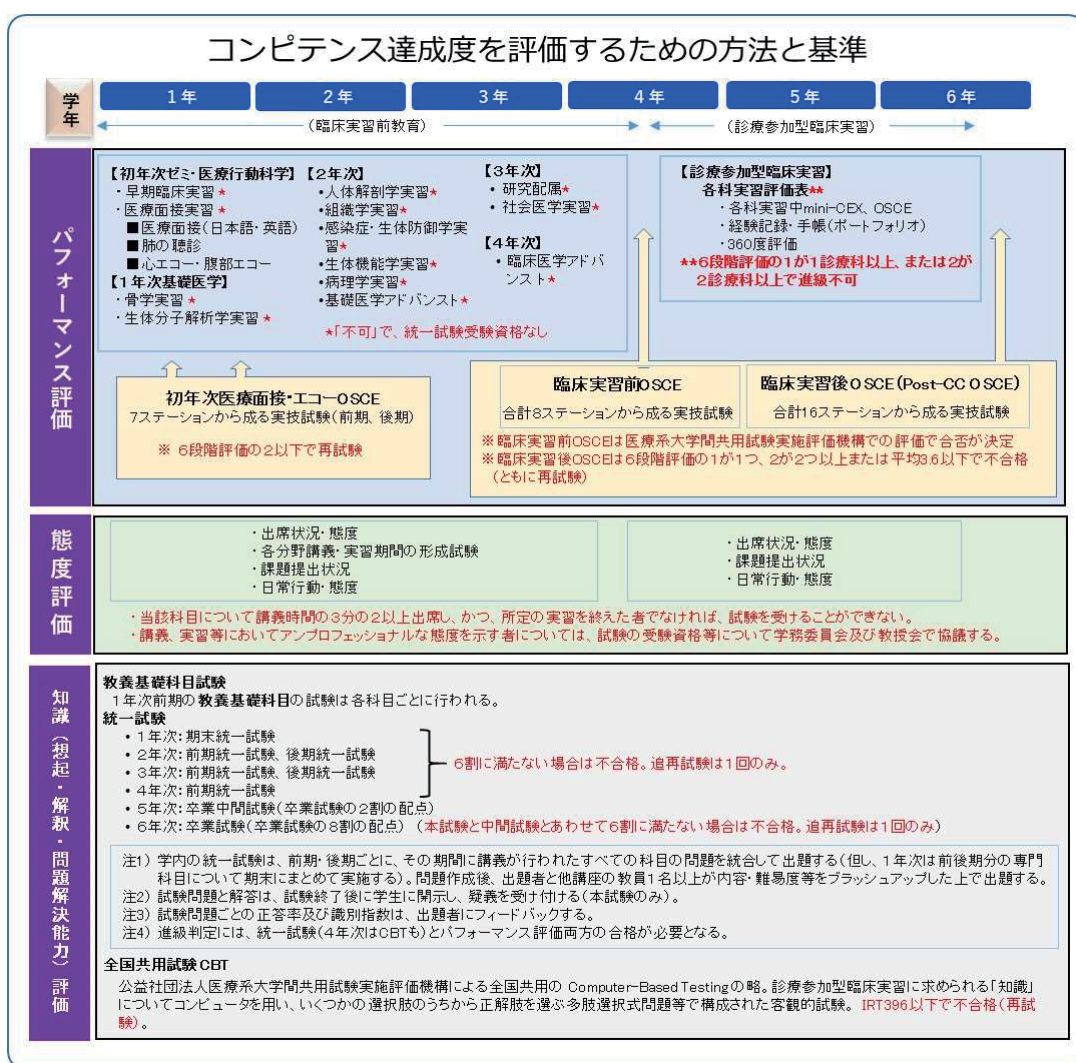 コンピテンス達成度を評価するための方法と基準
学年
1年
2年
3年
4年
5年
6年
(臨床実習前教育)
(診療参加型臨床実習)
パフォーマンス評価
【初年次ゼミ・医療行動科学】
・早期臨床実習★
・医療面接実習★
■医療面接(日本語・英語)
■肺の聴診
■心エコー・腹部エコー
【1年次基礎医学】
・骨学実習★
・生体分子解析学実習★
【2年次】
•人体解剖学実習★
•組織学実習★
•感染症・生体防御学実
習★
•生体機能学実習★
•病理学実習★
•基礎医学アドバンスト★
【3年次】
• 研究配属★
• 社会医学実習★
【4年次】
• 臨床医学アドバ
ンスト★
★「不可」で、統一試験受験資格なし
【診療参加型臨床実習】
各科実習評価表**
・各科実習中mini-CEX、OSCE
・経験記録・手帳(ポートフォリオ)
・360度評価
**6段階評価の1が1診療科以上、または2が
2診療科以上で進級不可
初年次医療面接・エコーOSCE
7ステーションから成る実技試験(前期、後期)
※ 6段階評価の2以下で再試験
臨床実習前OSCE
合計8ステーションから成る実技試験
臨床実習後OSCE(Post-CC OSCE)
合計16ステーションから成る実技試験
※臨床実習前OSCEは医療系大学間共用試験実施評価機構での評価で合否が決定
※臨床実習後OSCEは6段階評価の1が1つ、2が2つ以上または平均3.6以下で不合格
(ともに再試験)
態度評価
・出席状況・態度
・各分野講義・実習期間の形成試験
・課題提出状況
・日常行動・態度
・出席状況・態度
・課題提出状況
・日常行動・態度
・当該科目について講義時間の3分の2以上出席し、かつ、所定の実習を終えた者でなければ、試験を受けることができない。
・講義、実習等においてアンプロフェッショナルな態度を示す者については、試験の受験資格等について学務委員会及び教授会で協議する。
知識(想起・解釈・問題解決能力)評価
教養基礎科目試験
1年次前期の教養基礎科目の試験は各科目ごとに行われる。
統一試験
• 1年次:期末統一試験
• 2年次:前期統一試験、後期統一試験
• 3年次:前期統一試験、後期統一試験
• 4年次:前期統一試験
6割に満たない場合は不合格。追再試験は1回のみ。
• 5年次:卒業中間試験(卒業試験の2割の配点)
• 6年次:卒業試験(卒業試験の8割の配点) (本試験と中間試験とあわせて6割に満たない場合は不合格。追再試験は1回のみ)
注1) 学内の統一試験は、前期・後期ごとに、その期間に講義が行われたすべての科目の問題を統合して出題する(但し、1年次は前後期分の専門
科目について期末にまとめて実施する)。問題作成後、出題者と他講座の教員1名以上が内容・難易度等をブラッシュアップした上で出題する。
注2) 試験問題と解答は、試験終了後に学生に開示し、疑義を受け付ける(本試験のみ)。
注3) 試験問題ごとの正答率及び識別指数は、出題者にフィードバックする。
注4) 進級判定には、統一試験(4年次はCBTも)とパフォーマンス評価両方の合格が必要となる。
全国共用試験CBT
公益社団法人医療系大学間共用試験実施評価機構による全国共用の Computer-Based Testingの略。診療参加型臨床実習に求められる「知識」
についてコンピュータを用い、いくつかの選択肢のうちから正解肢を選ぶ多肢選択式問題等で構成された客観的試験。 IRT396以下で不合格(再試
験)。